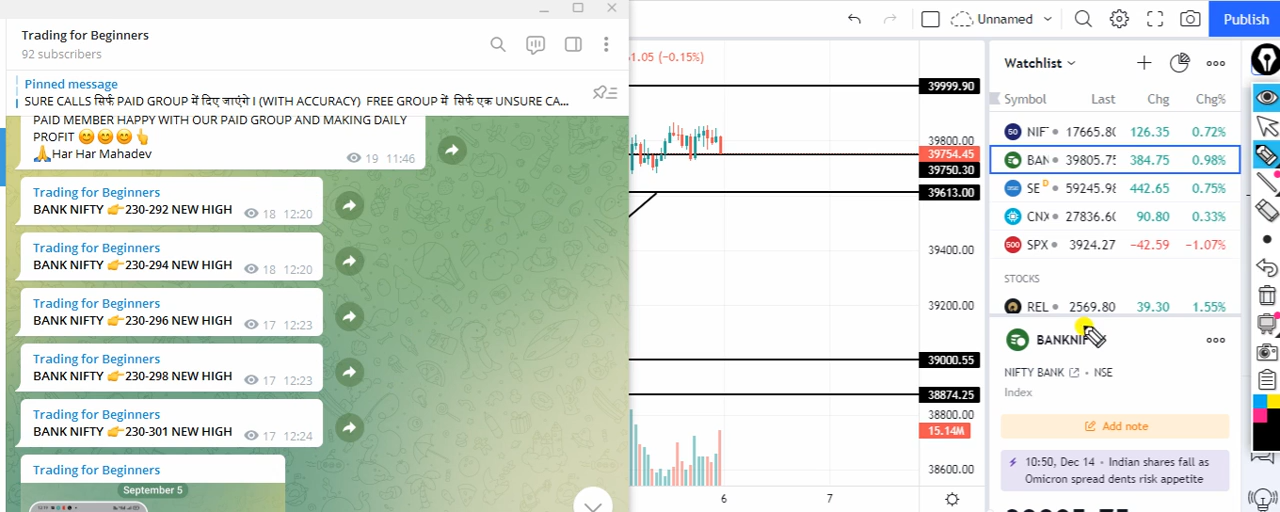 Trading for Beginners
92 subscribers
Pinned message
SURE CALLS सिर्फ PAID GROUP में दिए जाएंगे I (WITH ACCURACY) FREE GROUP में सिर्फ एक UNSURE CA...
PAID MEMBER HAPPY WITH OUR PAID GROUP AND MAKING DAILY
PROFIT 😊😊😊👆
🙏Har Har Mahadev
19 11:46
Trading for Beginners
BANK NIFTY 👉230-292 NEW HIGH 18 12:20
Trading for Beginners
BANK NIFTY 👉230-294 NEW HIGH 18 12:20
Trading for Beginners
BANK NIFTY 👉230-296 NEW HIGH 17 12:23
Trading for Beginners
BANK NIFTY 👉230-298 NEW HIGH 17 12:23
Trading for Beginners
BANK NIFTY 👉230-301 NEW HIGH 17 12:24
Trading for Beginners
September 5
Unnamed
Publish
1.05 (−0.15%)
39999.90
39800.00
39754.45
39750.30
39613.00
39400.00
39200.00
39000.55
38874.25
38800.00
15.14M
38600.00
6 7
Watchlist
Symbol Last Chg Chg%
50 NIF 17665.80 126.35 0.72%
BAN 39805.75 384.75 0.98%
SE D 59245.98 442.65 0.75%
CNX 27836.60 90.80 0.33%
500 SPX 3924.27 −42.59 −1.07%
STOCKS
REL 2569.80 39.30 1.55%
BANKNIF
NIFTY BANK • NSE
Index
Add note
10:50, Dec 14 • Indian shares fall as
Omicron spread dents risk appetite